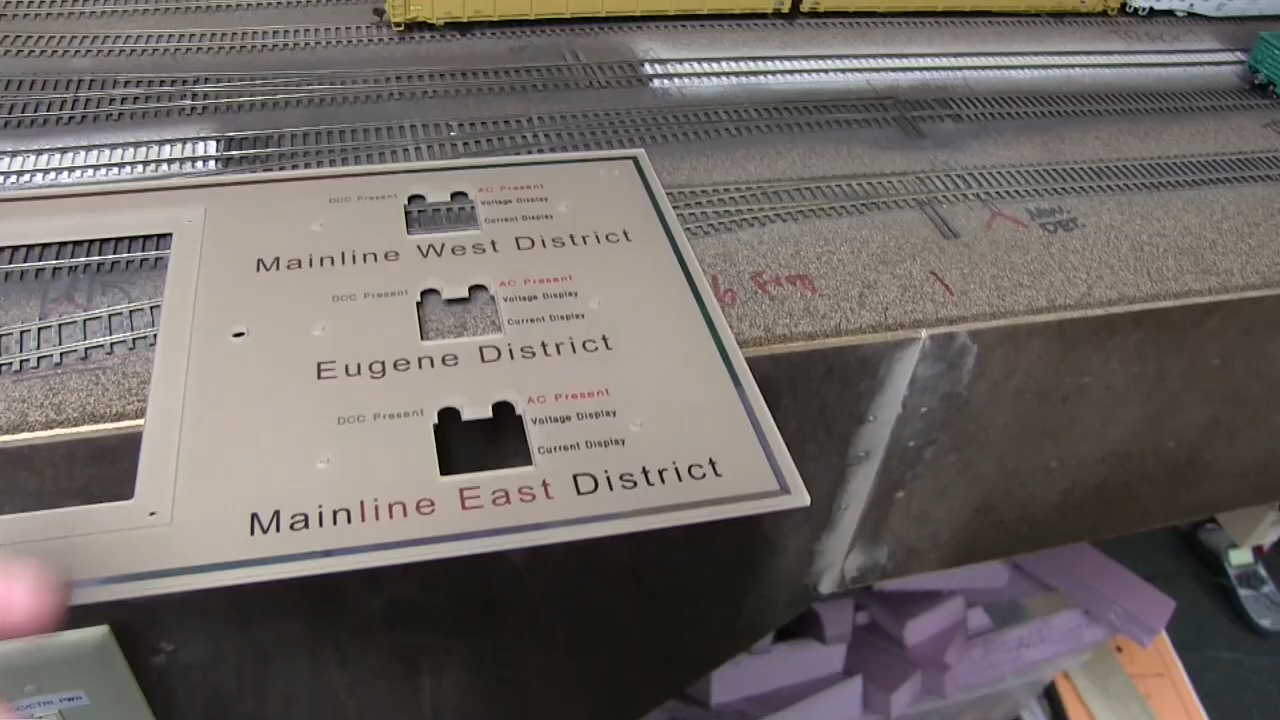 DCC Present
AC Present
Voltage Display
Current Display
Mainline West District
DCC Present
AC Present
Voltage Display
Current Display
Eugene District
DCC Present
AC Present
Voltage Display
Current Display
Mainline East District
PWR